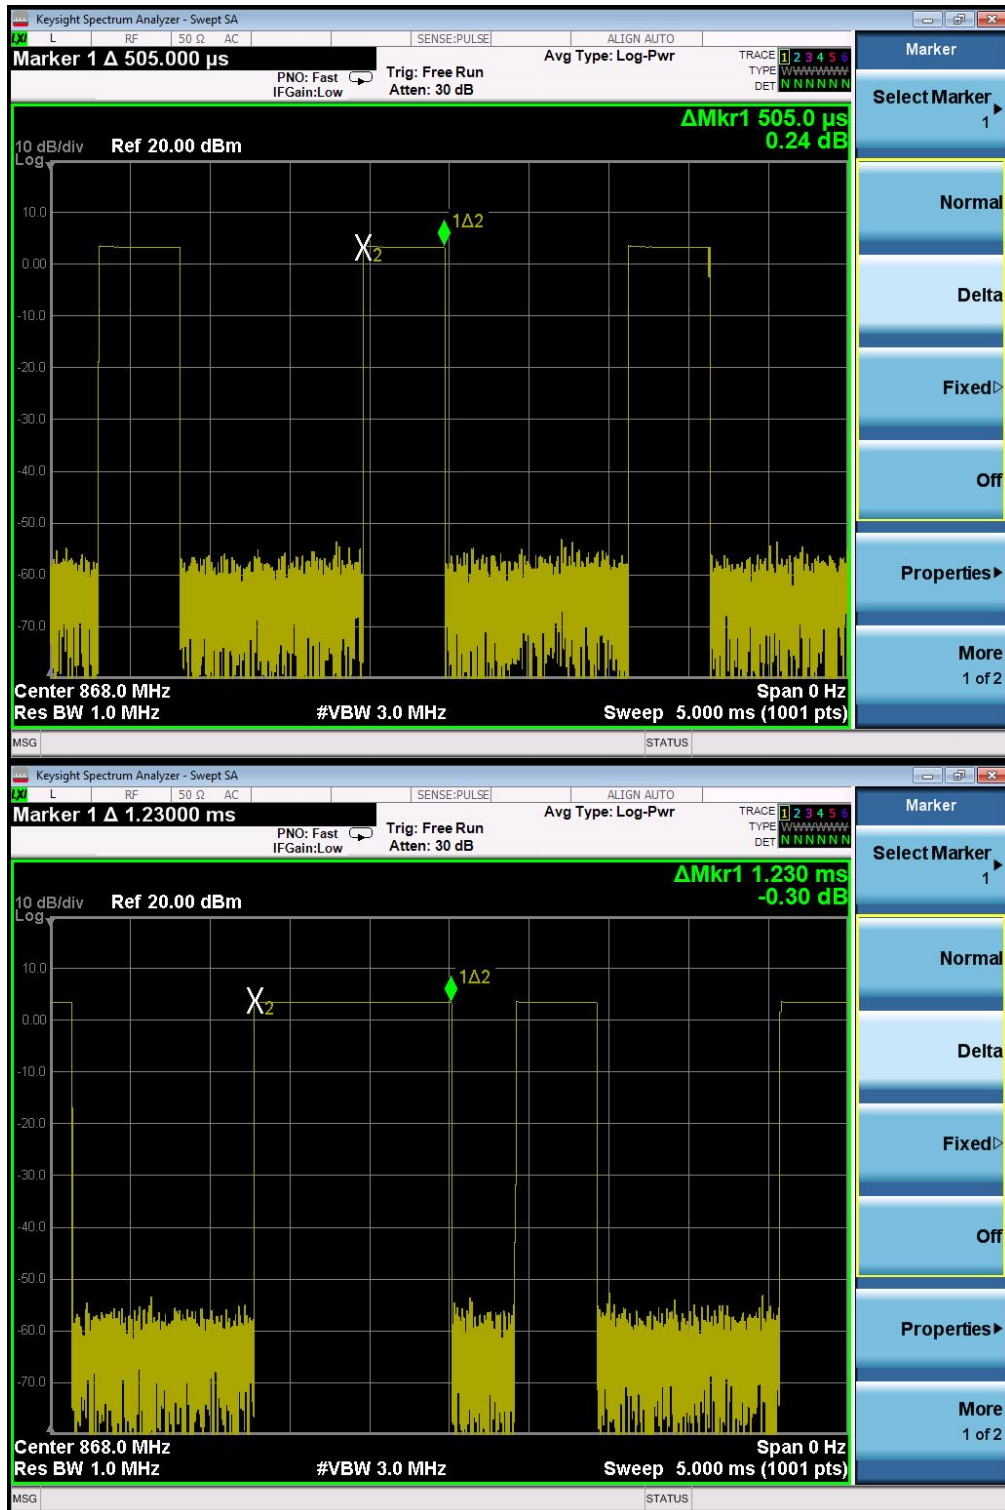 Keysight Spectrum Analyzer - Swept SA
LXI L RF 50 Ω AC SENSE:PULSE ALIGN AUTO
Marker 1 Δ 505.000 µs
PNO: Fast
IFGain:Low
Trig: Free Run
Atten: 30 dB
Avg Type: Log-Pwr
TRACE 1 2 3 4 5 6
TYPE WWWWWW
DET N N N N N N
Marker
Select Marker
1
Normal
Delta
Fixed
Off
Properties
More
1 of 2
ΔMkr1 505.0 µs
0.24 dB
10 dB/div
Log
Ref 20.00 dBm
10.0
0.00
-10.0
-20.0
-30.0
-40.0
-50.0
-60.0
-70.0
X2
1Δ2
Center 868.0 MHz
Span 0 Hz
Res BW 1.0 MHz
#VBW 3.0 MHz
Sweep 5.000 ms (1001 pts)
MSG
STATUS
Keysight Spectrum Analyzer - Swept SA
LXI L RF 50 Ω AC SENSE:PULSE ALIGN AUTO
Marker 1 Δ 1.23000 ms
PNO: Fast
IFGain:Low
Trig: Free Run
Atten: 30 dB
Avg Type: Log-Pwr
TRACE 1 2 3 4 5 6
TYPE WWWWWW
DET N N N N N N
Marker
Select Marker
1
Normal
Delta
Fixed
Off
Properties
More
1 of 2
ΔMkr1 1.230 ms
-0.30 dB
10 dB/div
Log
Ref 20.00 dBm
10.0
0.00
-10.0
-20.0
-30.0
-40.0
-50.0
-60.0
-70.0
X2
1Δ2
Center 868.0 MHz
Span 0 Hz
Res BW 1.0 MHz
#VBW 3.0 MHz
Sweep 5.000 ms (1001 pts)
MSG
STATUS